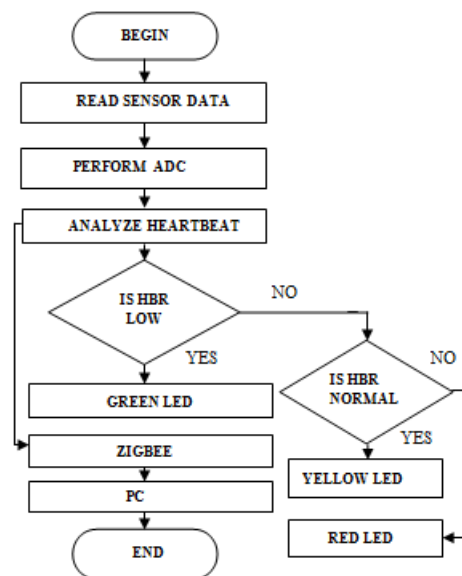 BEGIN
READ SENSOR DATA
PERFORM ADC
ANALYZE HEARTBEAT
IS HBR
LOW
NO
YES
GREEN LED
IS HBR
NORMAL
NO
YES
YELLOW LED
RED LED
ZIGBEE
PC
END